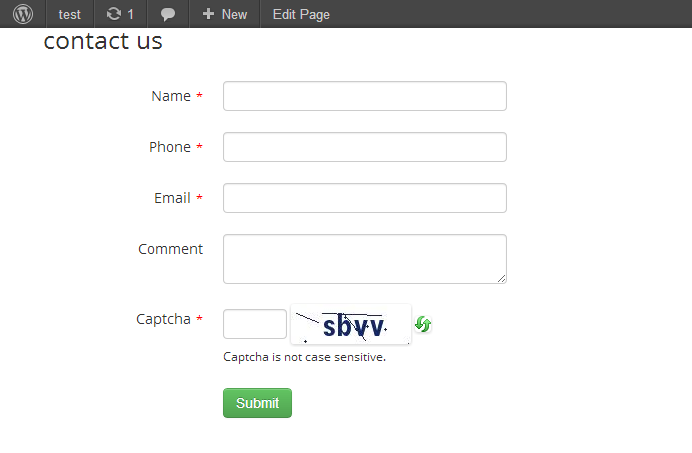 test 1 New Edit Page
contact us
Name *
Phone *
Email *
Comment
Captcha * sbvv
Captcha is not case sensitive.
Submit